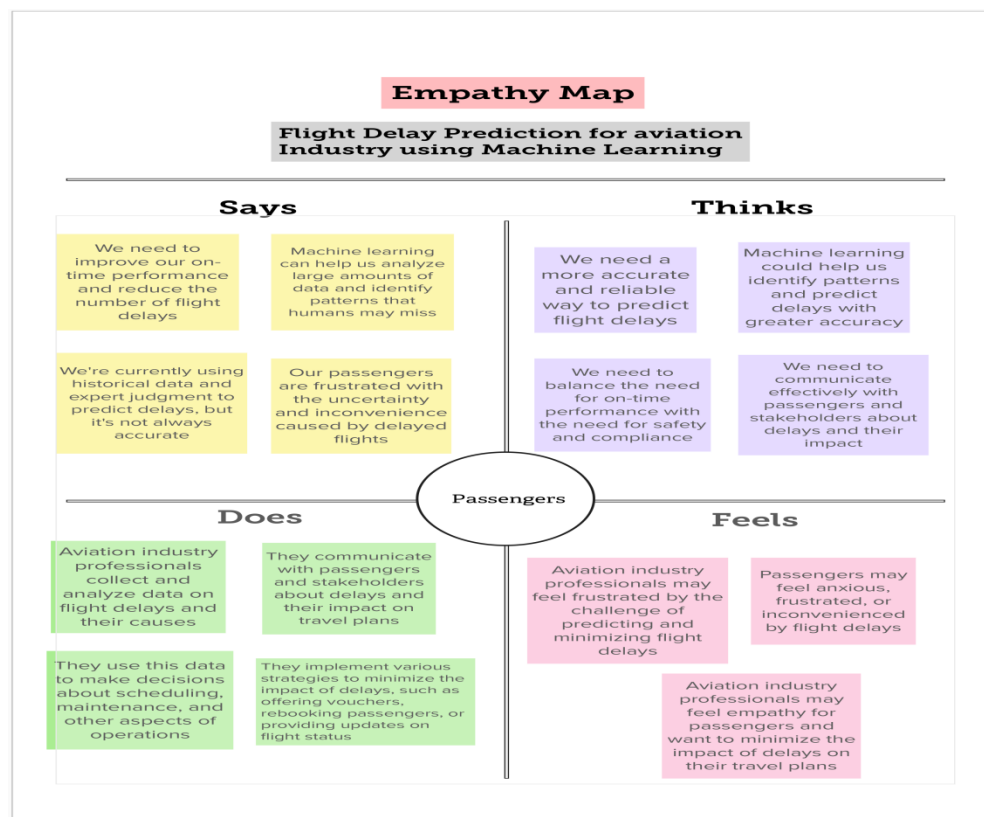 Empathy Map
Flight Delay Prediction for aviation
Industry using Machine Learning
Says
Thinks
We need to
improve our on-
time performance
and reduce the
number of flight
delays
Machine learning
can help us analyze
large amounts of
data and identify
patterns that
humans may miss
We need a
more accurate
and reliable
way to predict
flight delays
Machine learning
could help us
identify patterns
and predict
delays with
greater accuracy
We're currently using
historical data and
expert judgment to
predict delays, but
it's not always
accurate
Our passengers
are frustrated with
the uncertainty
and inconvenience
caused by delayed
flights
We need to
balance the need
for on-time
performance with
the need for safety
and compliance
We need to
communicate
effectively with
passengers and
stakeholders about
delays and their
impact
Passengers
Does
Feels
Aviation industry
professionals
collect and
analyze data on
flight delays and
their causes
They communicate
with passengers
and stakeholders
about delays and
their impact on
travel plans
Aviation industry
professionals may
feel frustrated by the
challenge of
predicting and
minimizing flight
delays
Passengers may
feel anxious,
frustrated, or
inconvenienced
by flight delays
They use this data
to make decisions
about scheduling,
maintenance, and
other aspects of
operations
They implement various
strategies to minimize the
impact of delays, such as
offering vouchers,
rebooking passengers, or
providing updates on
flight status
Aviation industry
professionals may
feel empathy for
passengers and
want to minimize the
impact of delays on
their travel plans